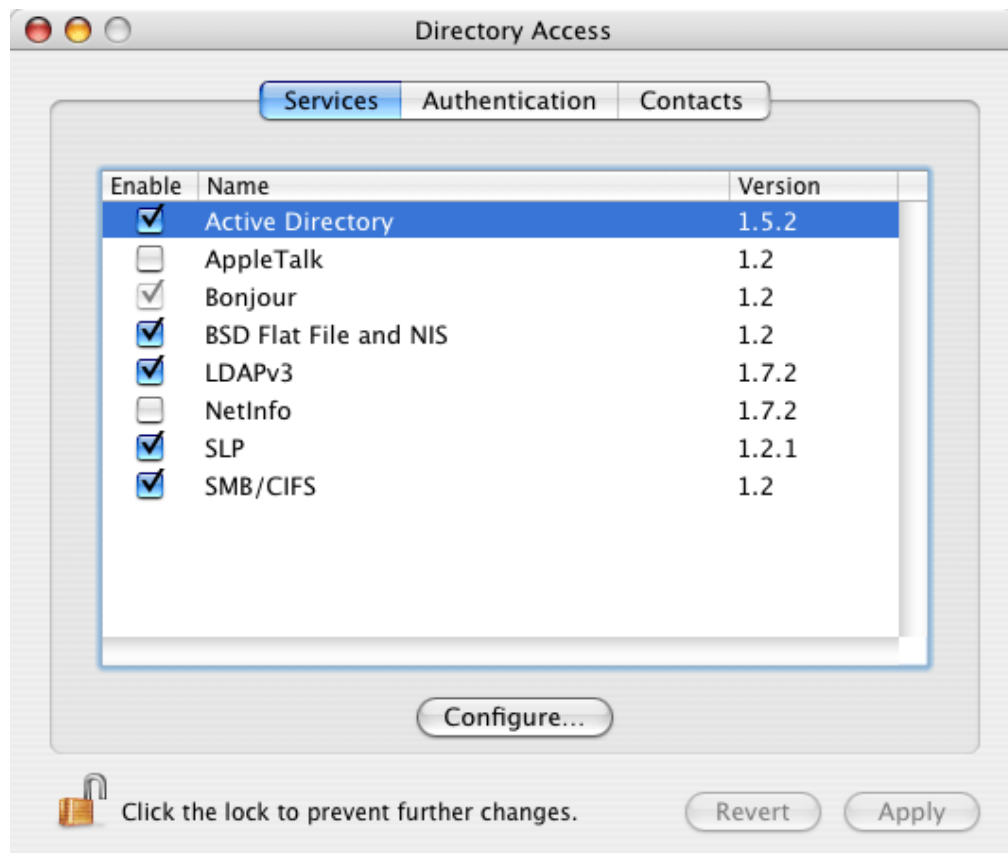 Directory Access
Services Authentication Contacts
Enable Name Version
Active Directory 1.5.2
AppleTalk 1.2
Bonjour 1.2
BSD Flat File and NIS 1.2
LDAPv3 1.7.2
NetInfo 1.7.2
SLP 1.2.1
SMB/CIFS 1.2
Configure...
Click the lock to prevent further changes. Revert Apply